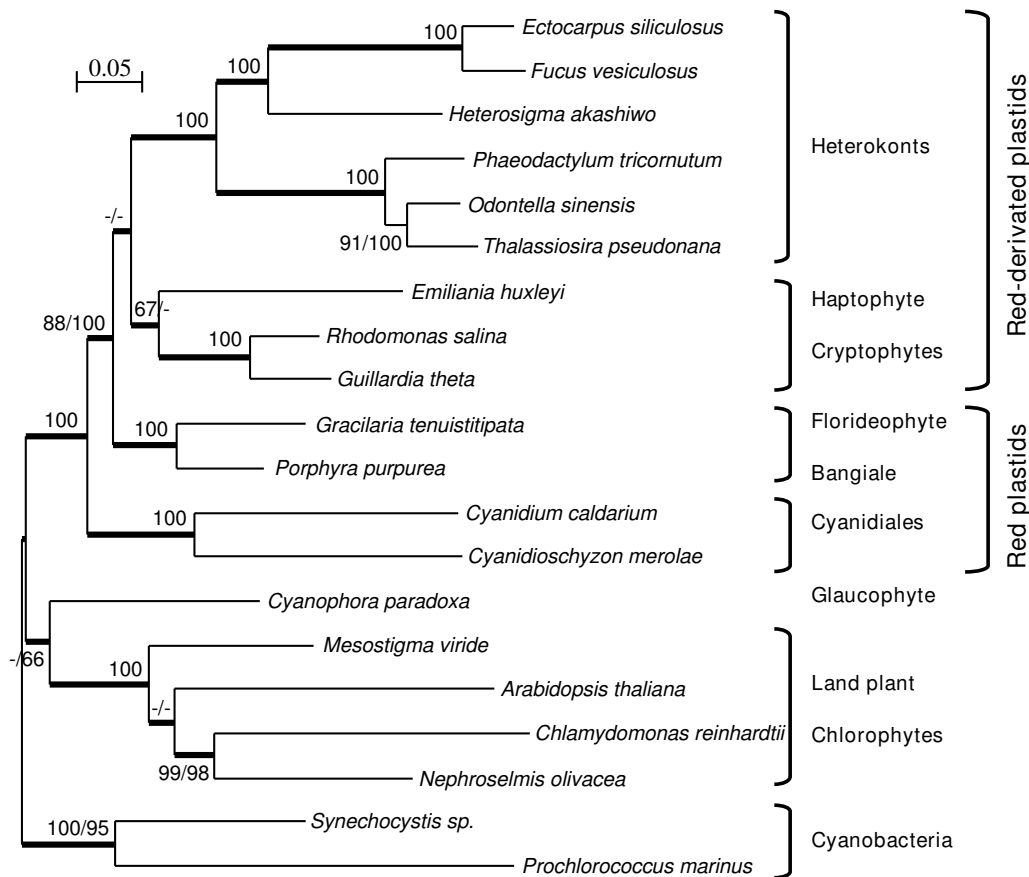 Ectocarpus siliculosus
100
0.05
Fucus vesiculosus
100
Heterosigma akashiwo
100
Heterokonts
Phaeodactylum tricornutum
100
Odontella sinensis
-/-
91/100
Thalassiosira pseudonana
Red-derivated plastids
Emiliania huxleyi
Haptophyte
67/-
88/100
Rhodomonas salina
100
Cryptophytes
Guillardia theta
Gracilaria tenuistitipata
Florideophyte
100
100
Porphyra purpurea
Bangiale
Red plastids
Cyanidium caldarium
100
Cyanidiales
Cyanidioschyzon merolae
Cyanophora paradoxa
Glaucophyte
Mesostigma viride
-/66
100
Arabidopsis thaliana
Land plant
-/-
Chlamydomonas reinhardtii
Chlorophytes
99/98
Nephroselmis olivacea
Synechocystis sp.
100/95
Cyanobacteria
Prochlorococcus marinus